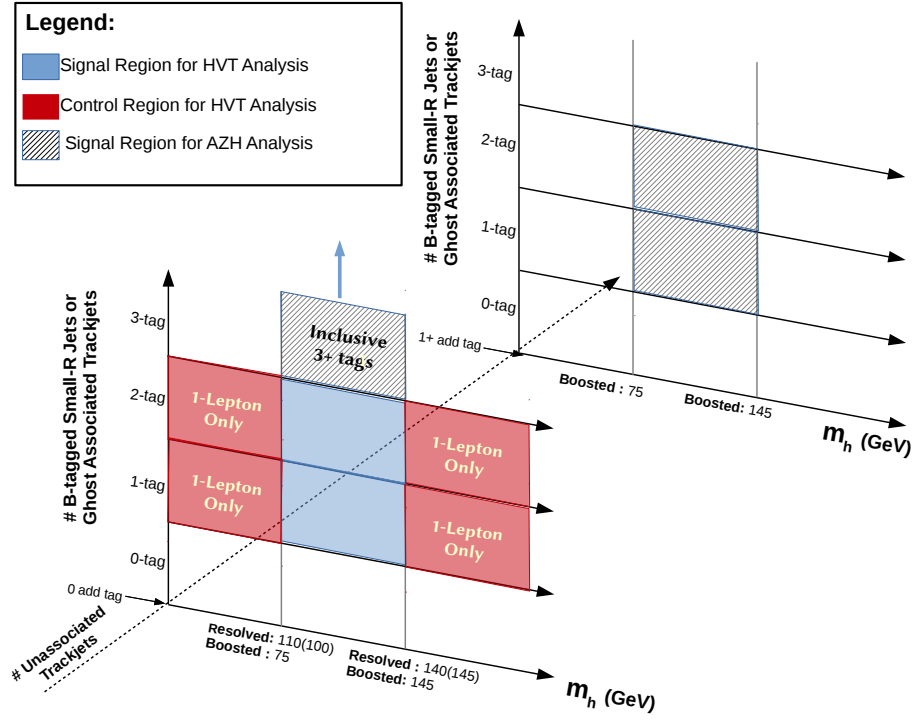 Legend:
Signal Region for HVT Analysis
Control Region for HVT Analysis
Signal Region for AZH Analysis
# B-tagged Small-R Jets or
Ghost Associated Trackjets
3-tag
2-tag
1-tag
0-tag
1+ add tag
Boosted: 75
Boosted: 145
m_h (GeV)
# B-tagged Small-R Jets or
Ghost Associated Trackjets
3-tag
2-tag
1-tag
0-tag
0 add tag
Inclusive
3+ tags
1-Lepton
Only
1-Lepton
Only
1-Lepton
Only
1-Lepton
Only
# Unassociated
Trackjets
Resolved: 110(100)
Boosted : 75
Resolved : 140(145)
Boosted: 145
m_h (GeV)